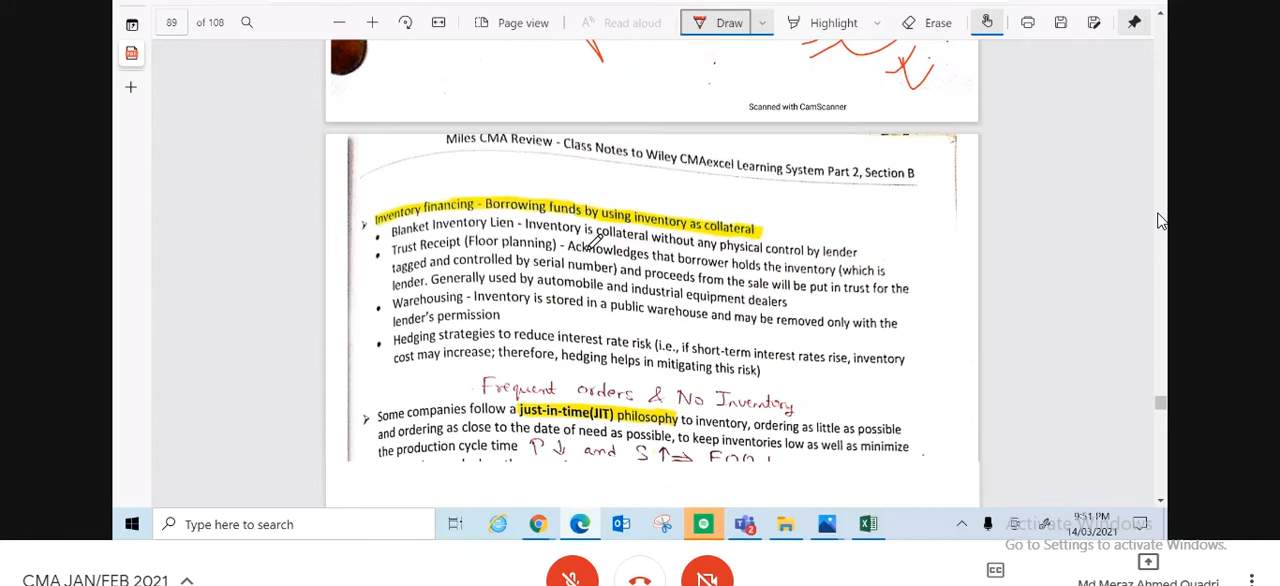 89 of 108 Page view Read aloud Draw Highlight Erase
Scanned with CamScanner
Miles CMA Review - Class Notes to Wiley CMAexcel Learning System Part 2, Section B
Inventory financing - Borrowing funds by using inventory as collateral
Blanket Inventory Lien - Inventory is collateral without any physical control by lender
Trust Receipt (Floor planning) - Acknowledges that borrower holds the inventory (which is
tagged and controlled by serial number) and proceeds from the sale will be put in trust for the
lender. Generally used by automobile and industrial equipment dealers
Warehousing - Inventory is stored in a public warehouse and may be removed only with the
lender's permission
Hedging strategies to reduce interest rate risk (i.e., if short-term interest rates rise, inventory
cost may increase; therefore, hedging helps in mitigating this risk)
Frequent orders & No Inventory
Some companies follow a just-in-time(JIT) philosophy to inventory, ordering as little as possible
and ordering as close to the date of need as possible, to keep inventories low as well as minimize
the production cycle time P↓ and S↑⇒
Type here to search
9:51 PM
14/03/2021
Activate Windows
Go to Settings to activate Windows.
CMA JAN/FEB 2021
Md Meraz Ahmed Quadri